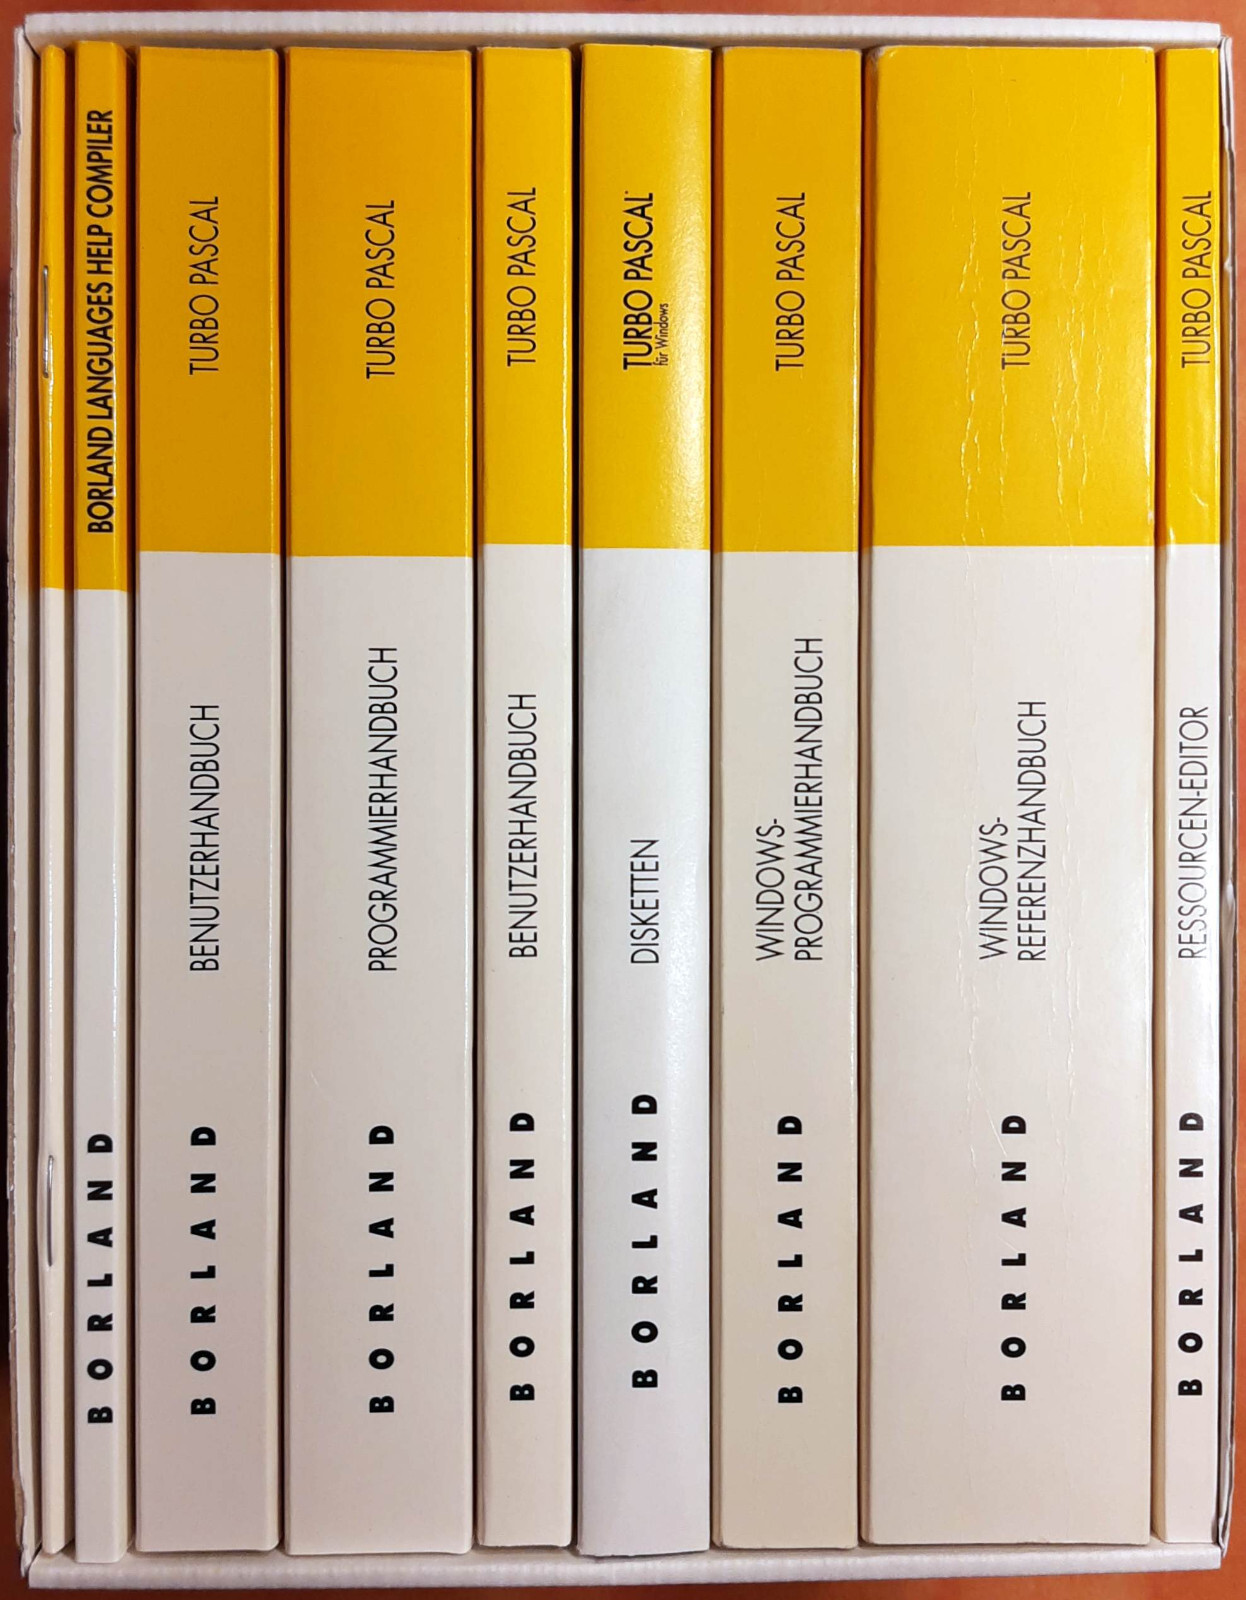 BORLAND LANGUAGES HELP COMPILER
BORLAND
TURBO PASCAL
BENUTZERHANDBUCH
BORLAND
TURBO PASCAL
PROGRAMMIERHANDBUCH
BORLAND
TURBO PASCAL
BENUTZERHANDBUCH
BORLAND
TURBO PASCAL
für Windows
DISKETTEN
BORLAND
TURBO PASCAL
WINDOWS-
PROGRAMMIERHANDBUCH
BORLAND
TURBO PASCAL
WINDOWS-
REFERENZHANDBUCH
BORLAND
TURBO PASCAL
RESSOURCEN-EDITOR
BORLAND